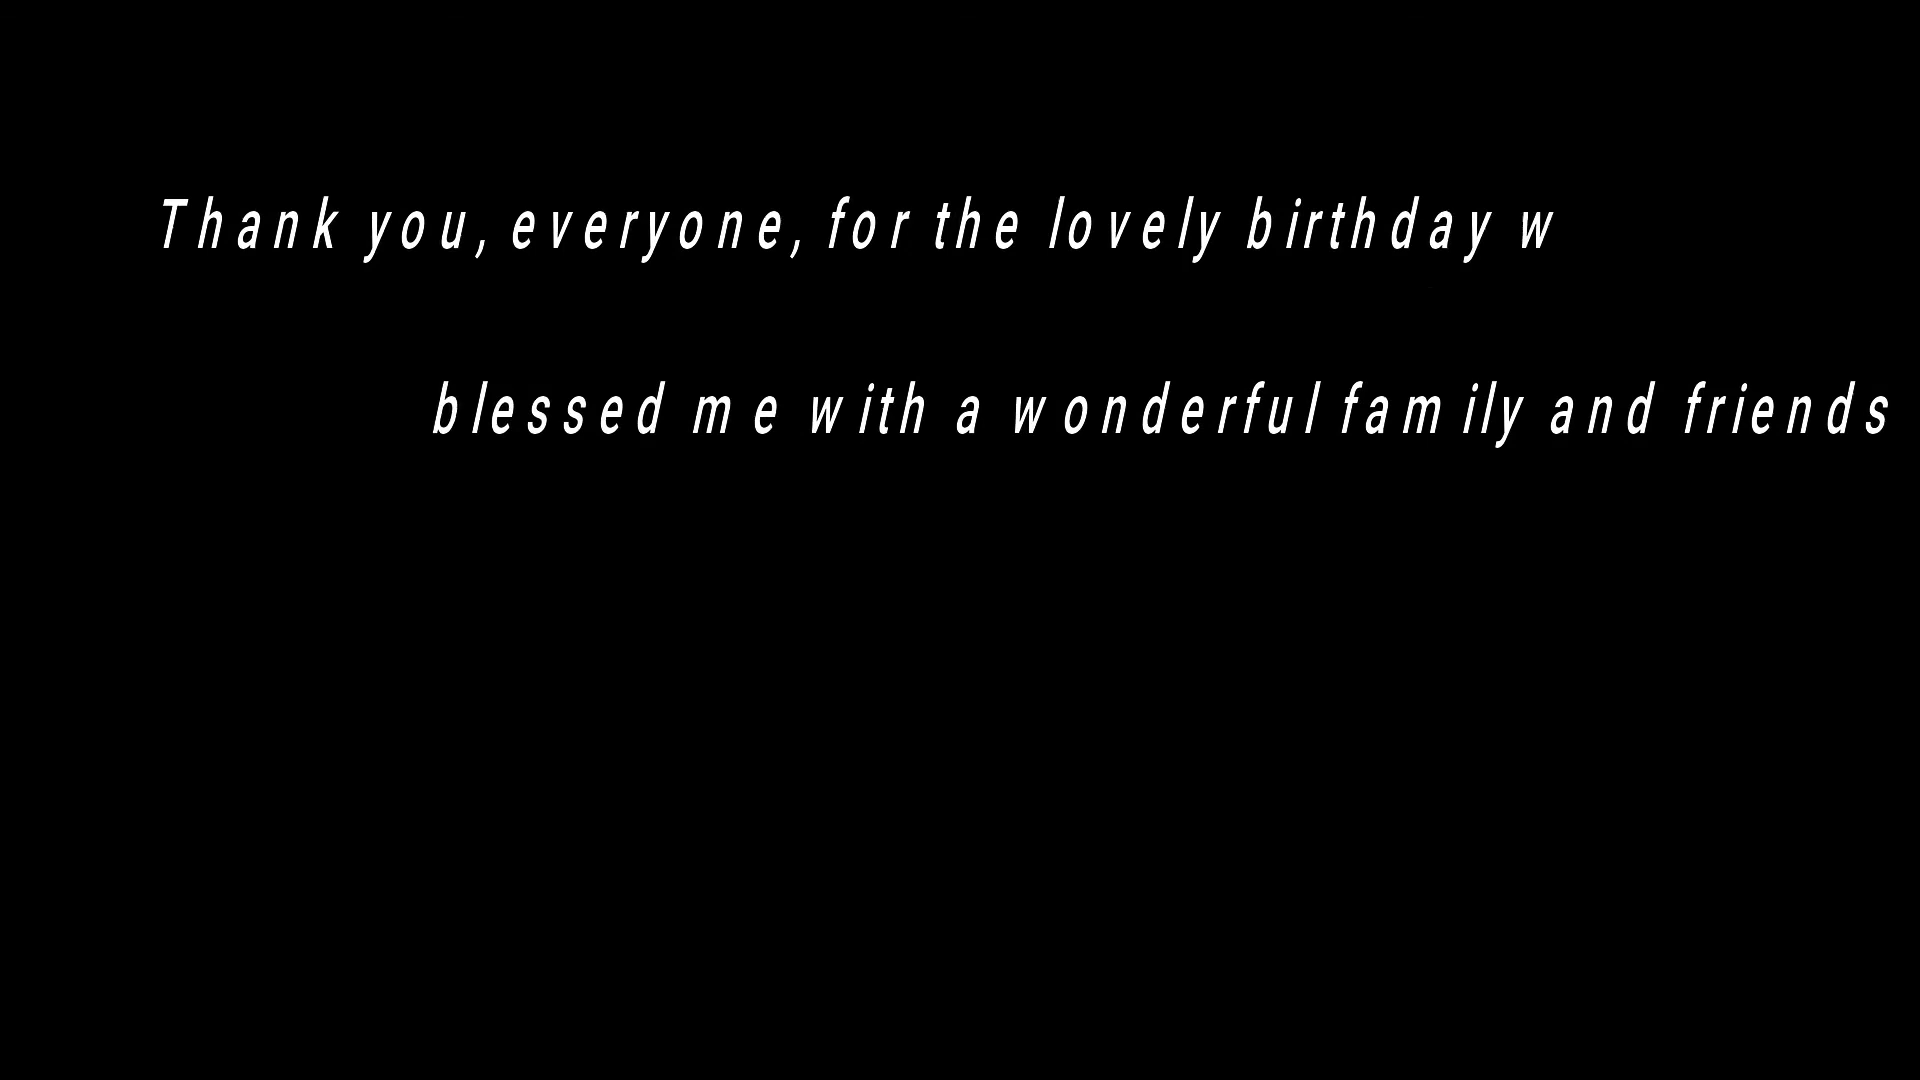 Thank you, everyone, for the lovely birthday w
blessed me with a wonderful family and friends